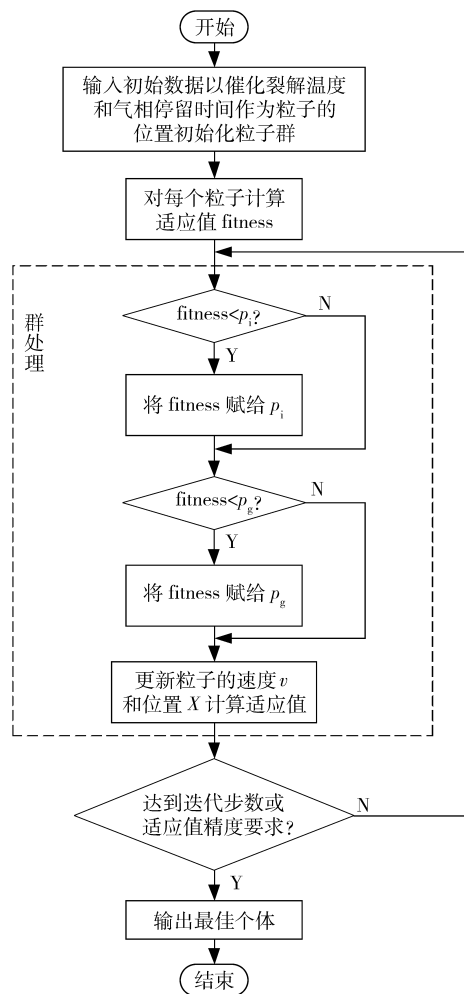 开始
输入初始数据以催化裂解温度
和气相停留时间作为粒子的
位置初始化粒子群
对每个粒子计算
适应值 fitness
群处理
fitness<pi?
N
Y
将 fitness 赋给 pi
fitness<pg?
N
Y
将 fitness 赋给 pg
更新粒子的速度 v
和位置 X 计算适应值
达到迭代步数或
适应值精度要求?
N
Y
输出最佳个体
结束